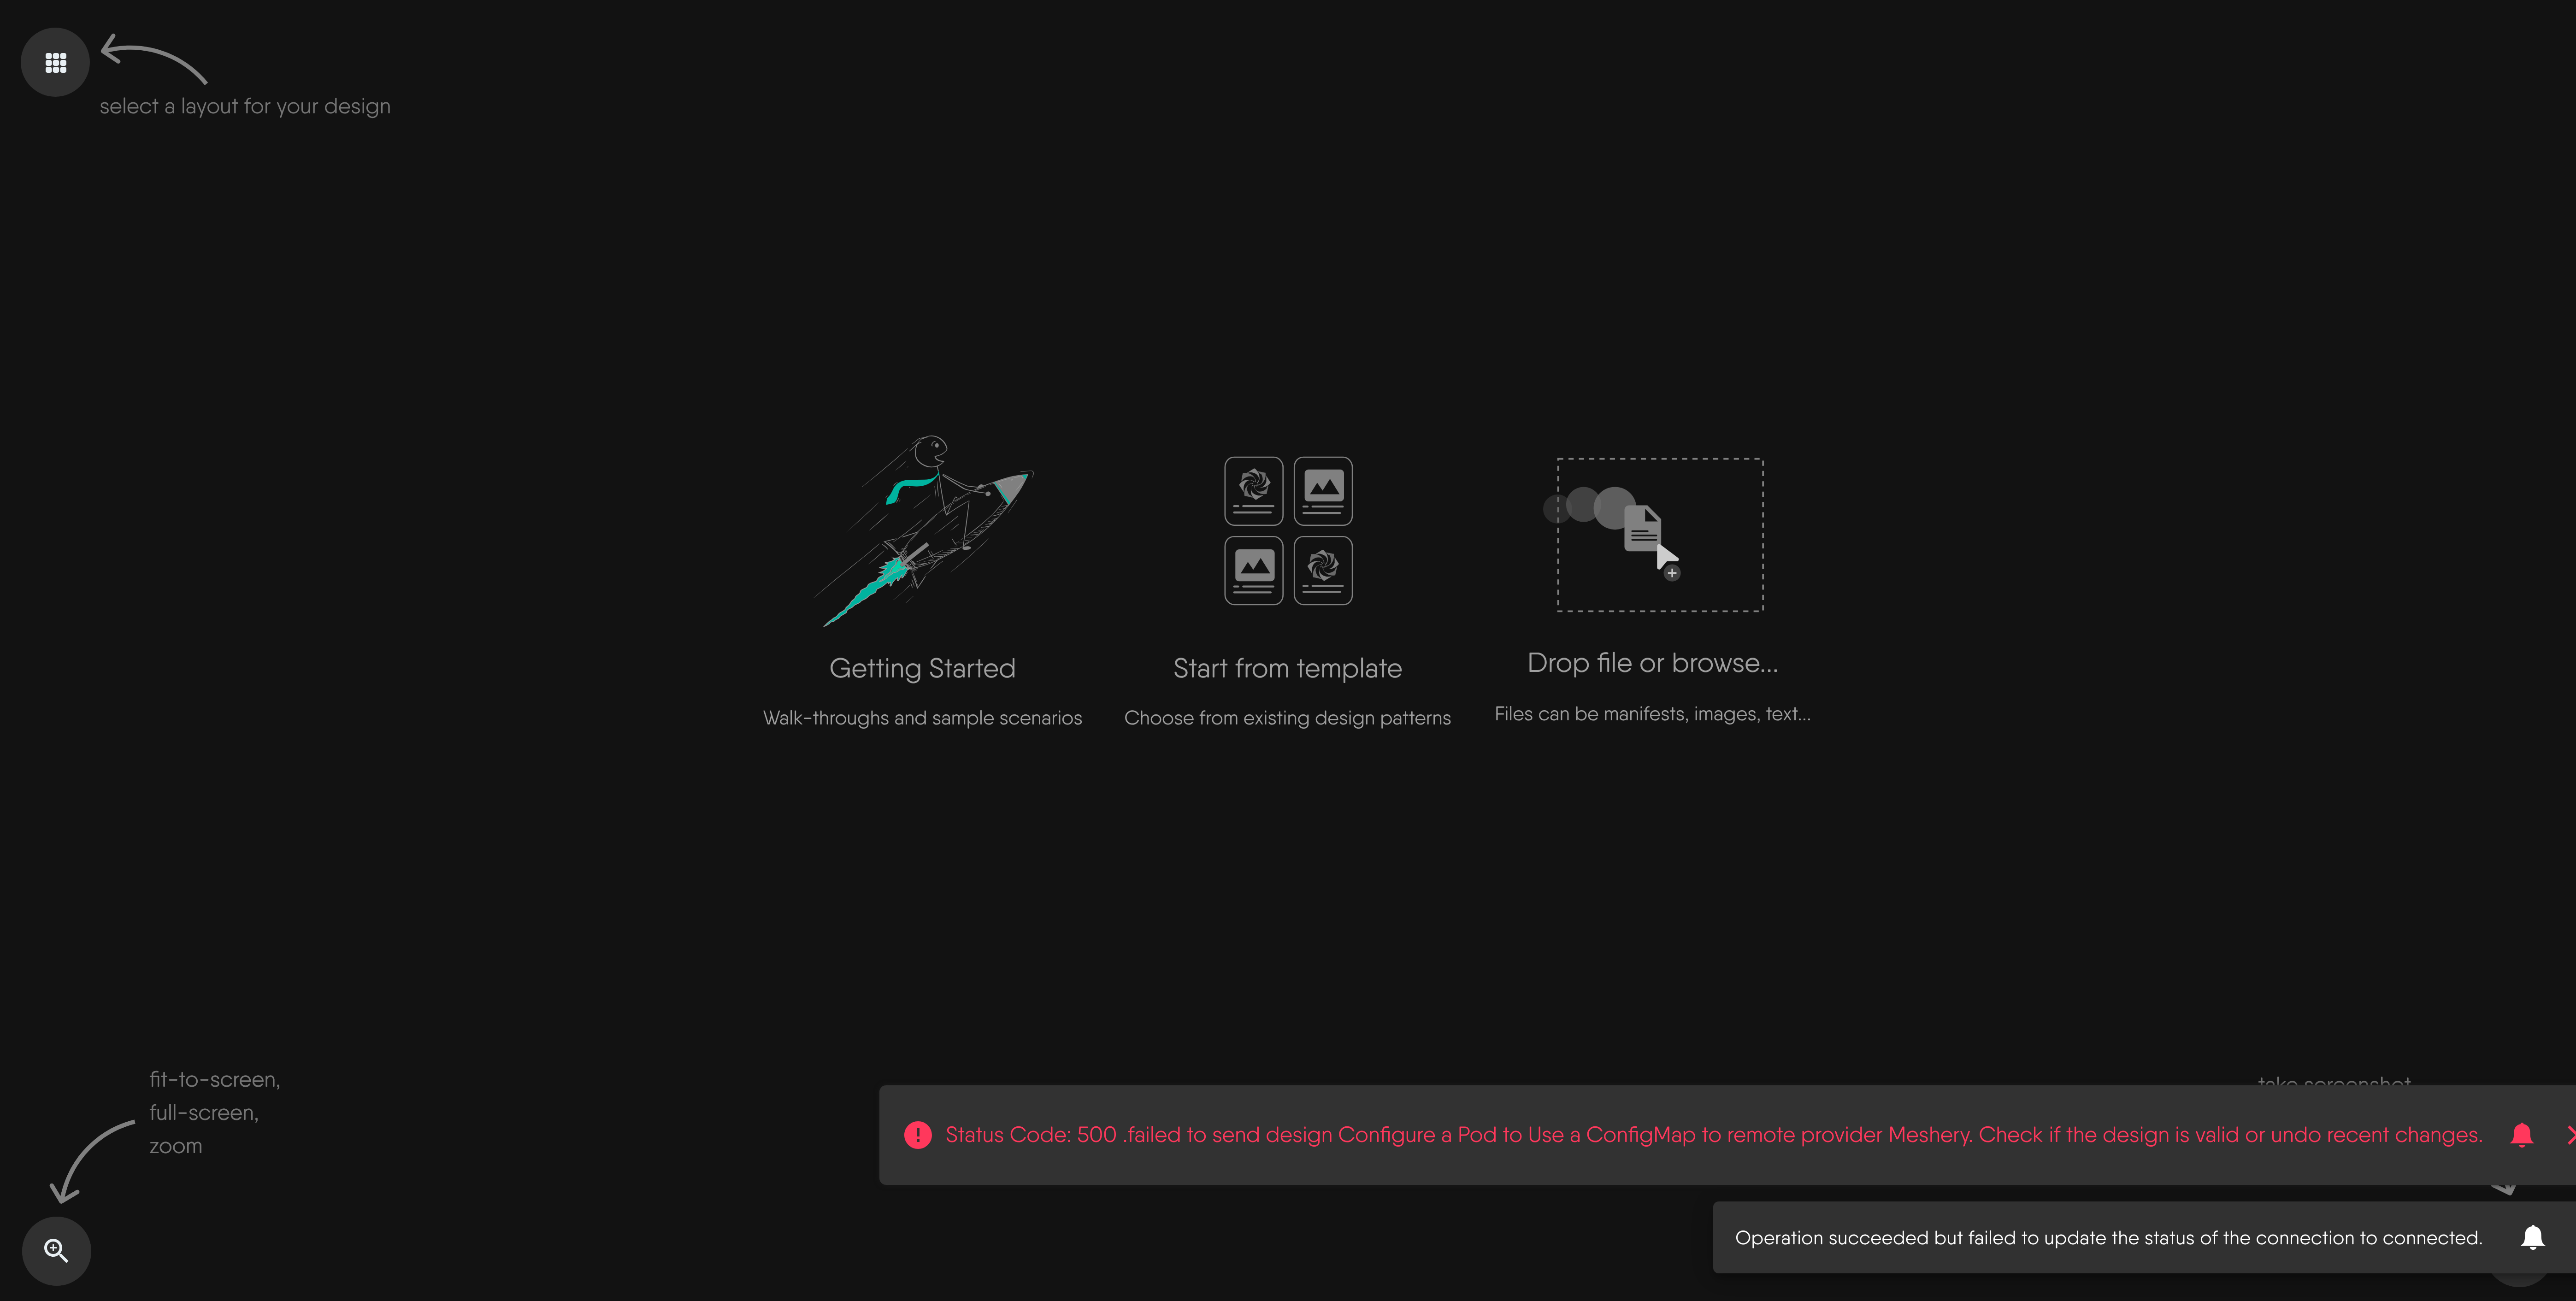 select a layout for your design
Getting Started
Walk-throughs and sample scenarios
Start from template
Choose from existing design patterns
Drop file or browse...
Files can be manifests, images, text...
fit-to-screen,
full-screen,
zoom
take screenshot
Status Code: 500 .failed to send design Configure a Pod to Use a ConfigMap to remote provider Meshery. Check if the design is valid or undo recent changes.
Operation succeeded but failed to update the status of the connection to connected.